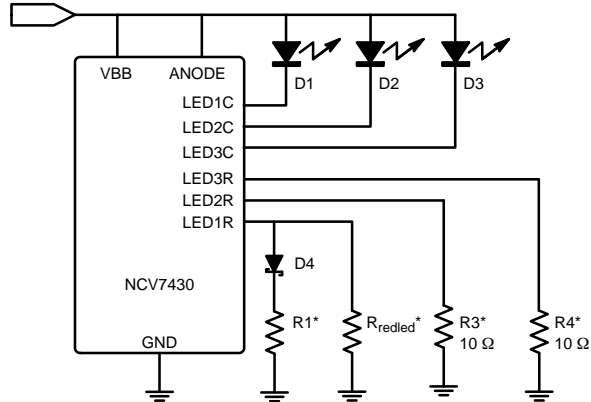 VBB
ANODE
D1
D2
D3
LED1C
LED2C
LED3C
LED3R
LED2R
LED1R
D4
NCV7430
R1*
Rredled*
R3*
10 Ω
R4*
10 Ω
GND